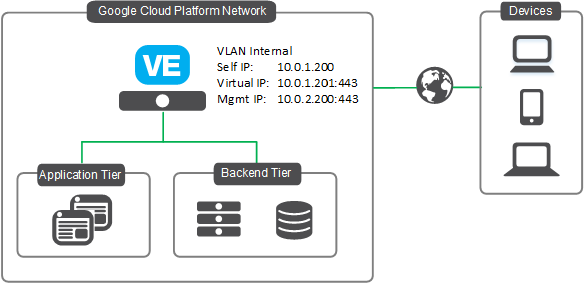 Google Cloud Platform Network
Devices
VE
VLAN Internal
Self IP: 10.0.1.200
Virtual IP: 10.0.1.201:443
Mgmt IP: 10.0.2.200:443
Application Tier
Backend Tier